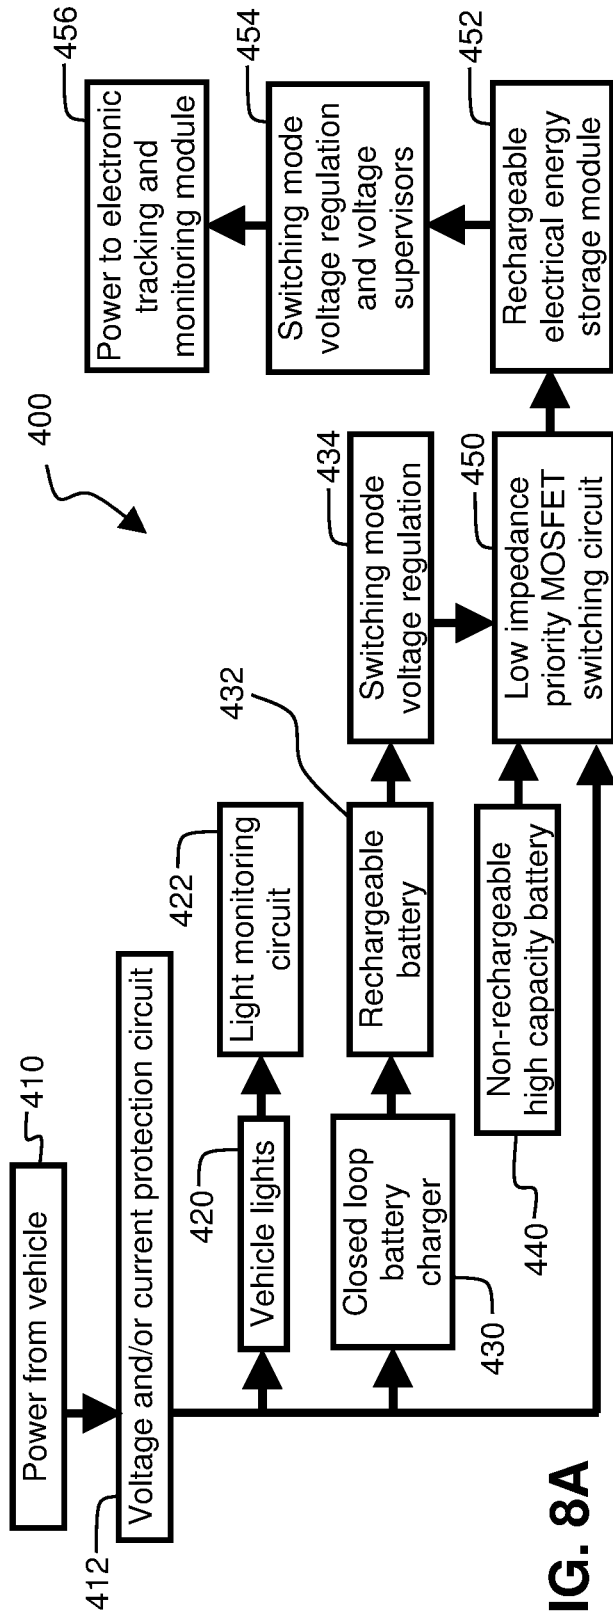 400
410
Power from vehicle
412
Voltage and/or current protection circuit
420
Vehicle lights
422
Light monitoring
circuit
430
Closed loop
battery
charger
432
Rechargeable
battery
434
Switching mode
voltage regulation
440
Non-rechargeable
high capacity battery
450
Low impedance
priority MOSFET
switching circuit
452
Rechargeable
electrical energy
storage module
454
Switching mode
voltage regulation
and voltage
supervisors
456
Power to electronic
tracking and
monitoring module
IG. 8A